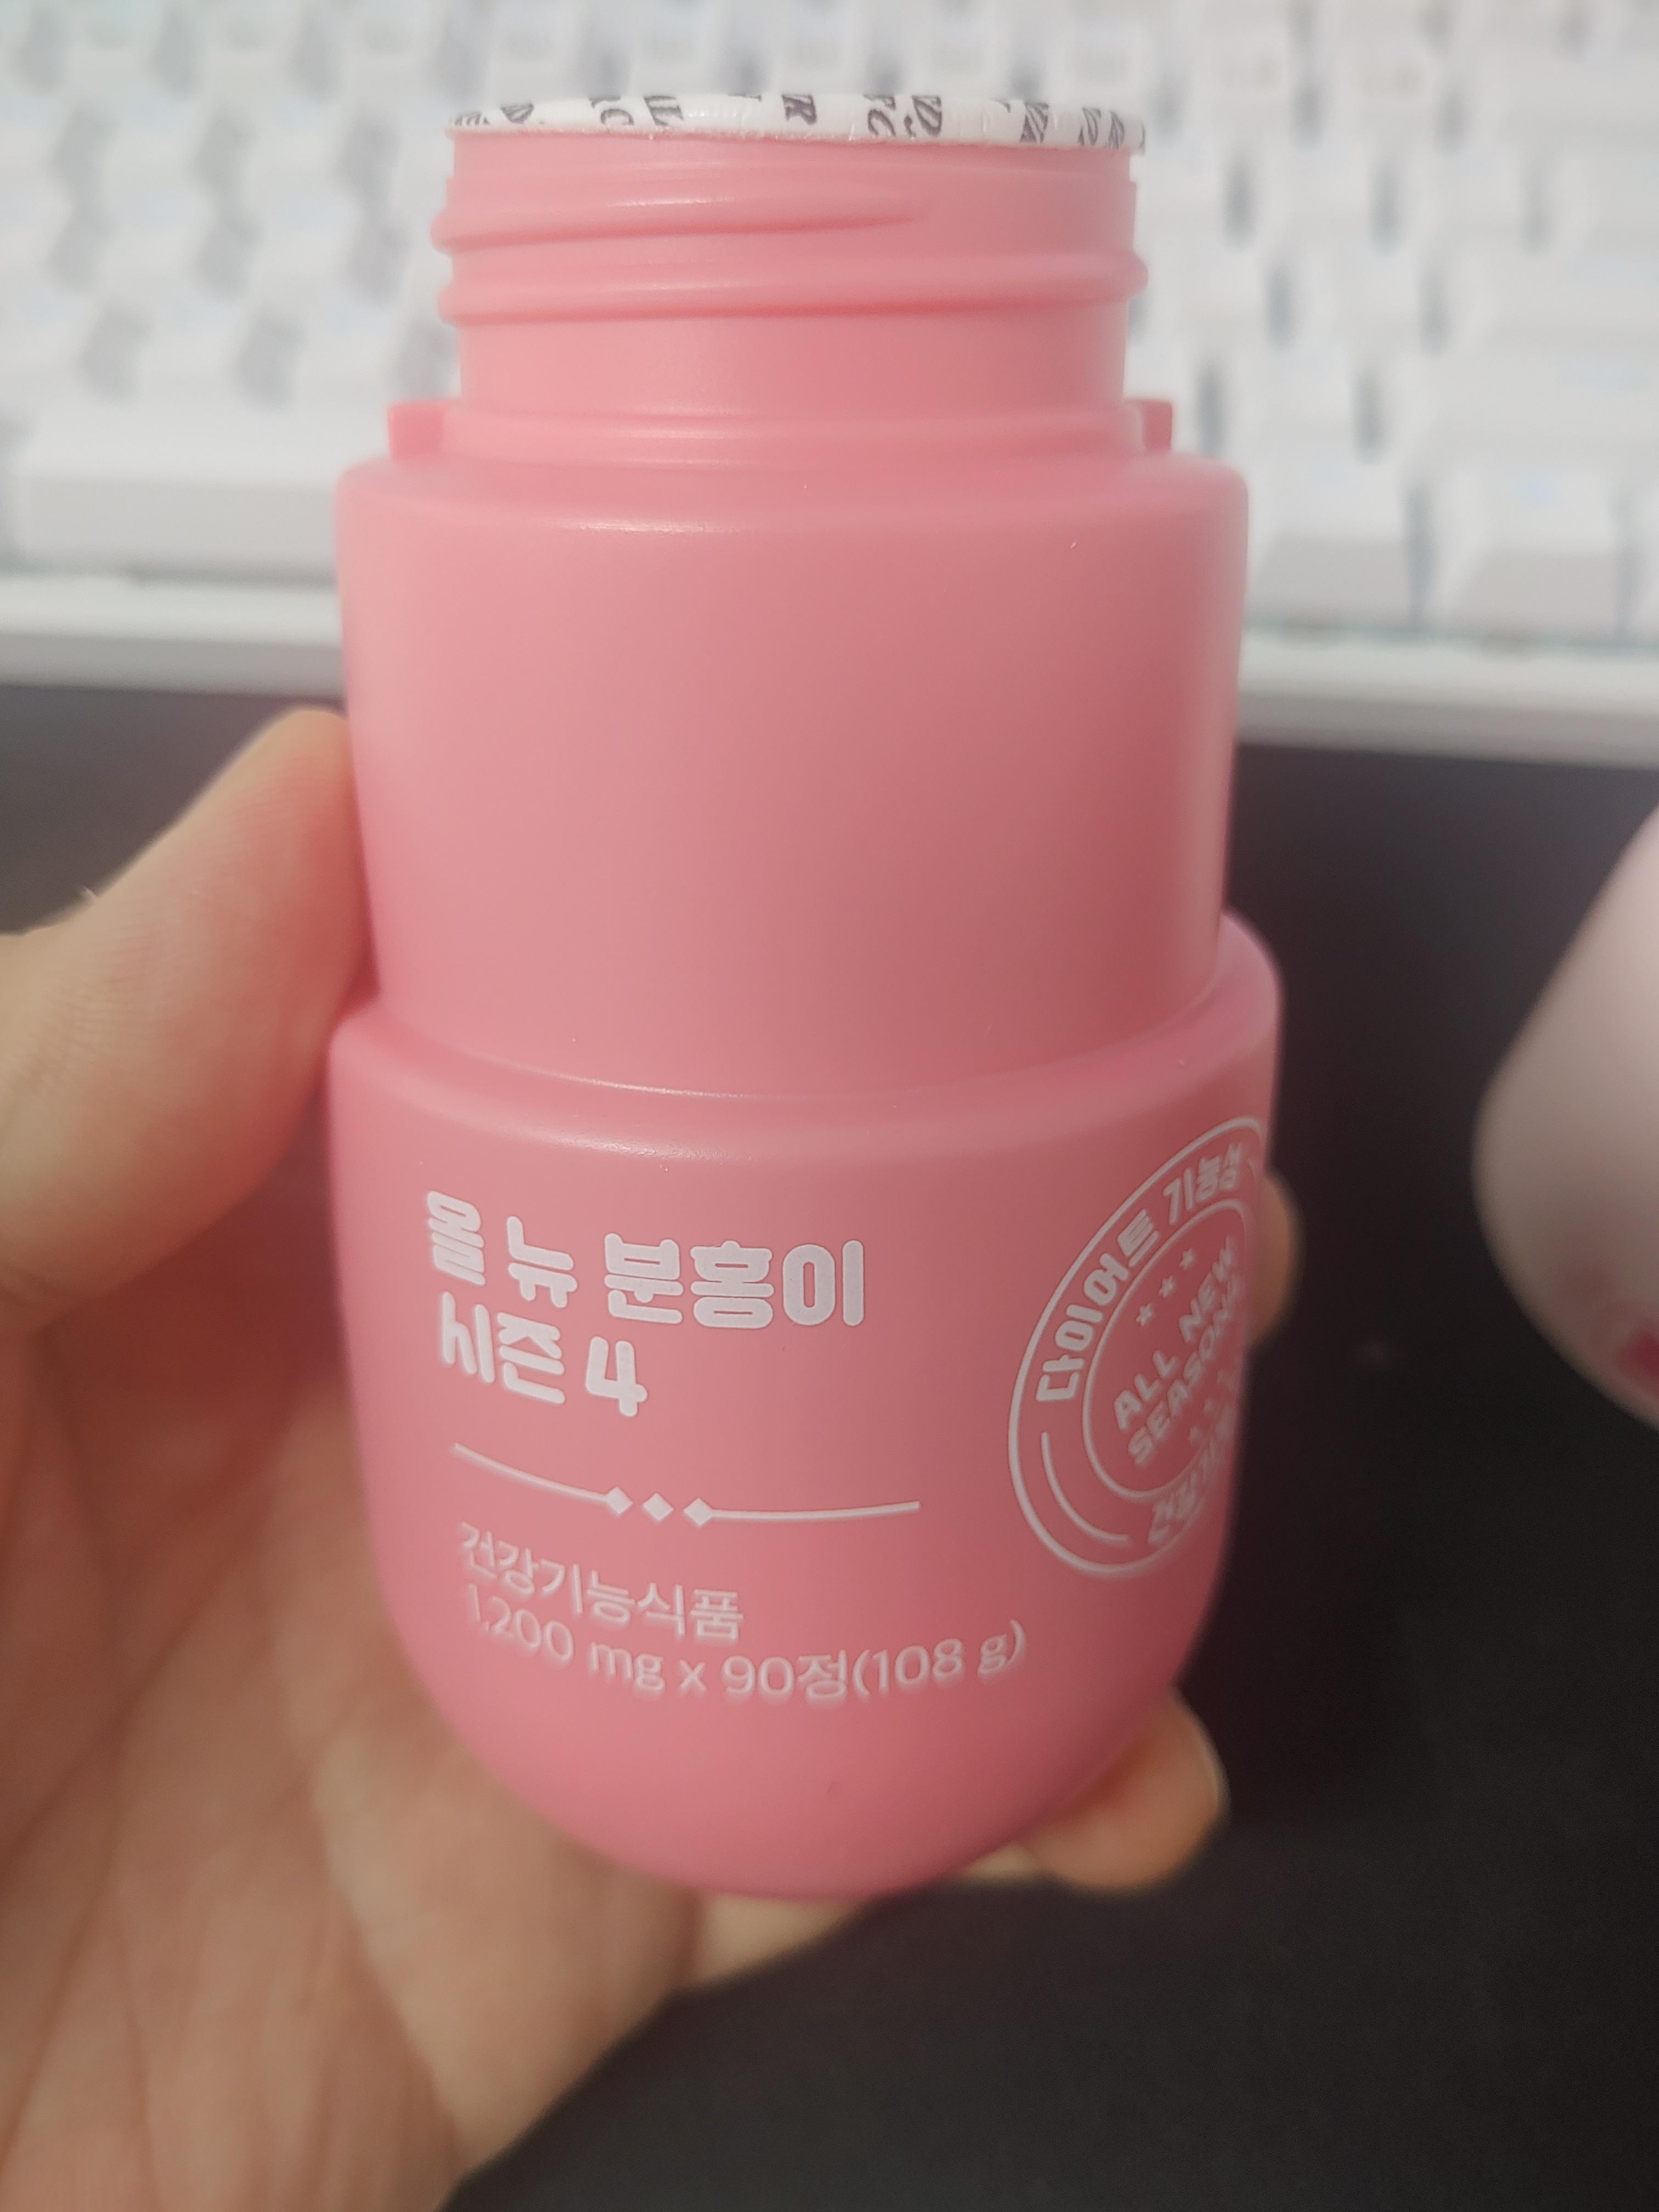 올 뉴 분홍이
시즌 4
건강기능식품
1,200 mg x 90정(108 g)
다이어트 기능성
ALL NEW
SEASON4